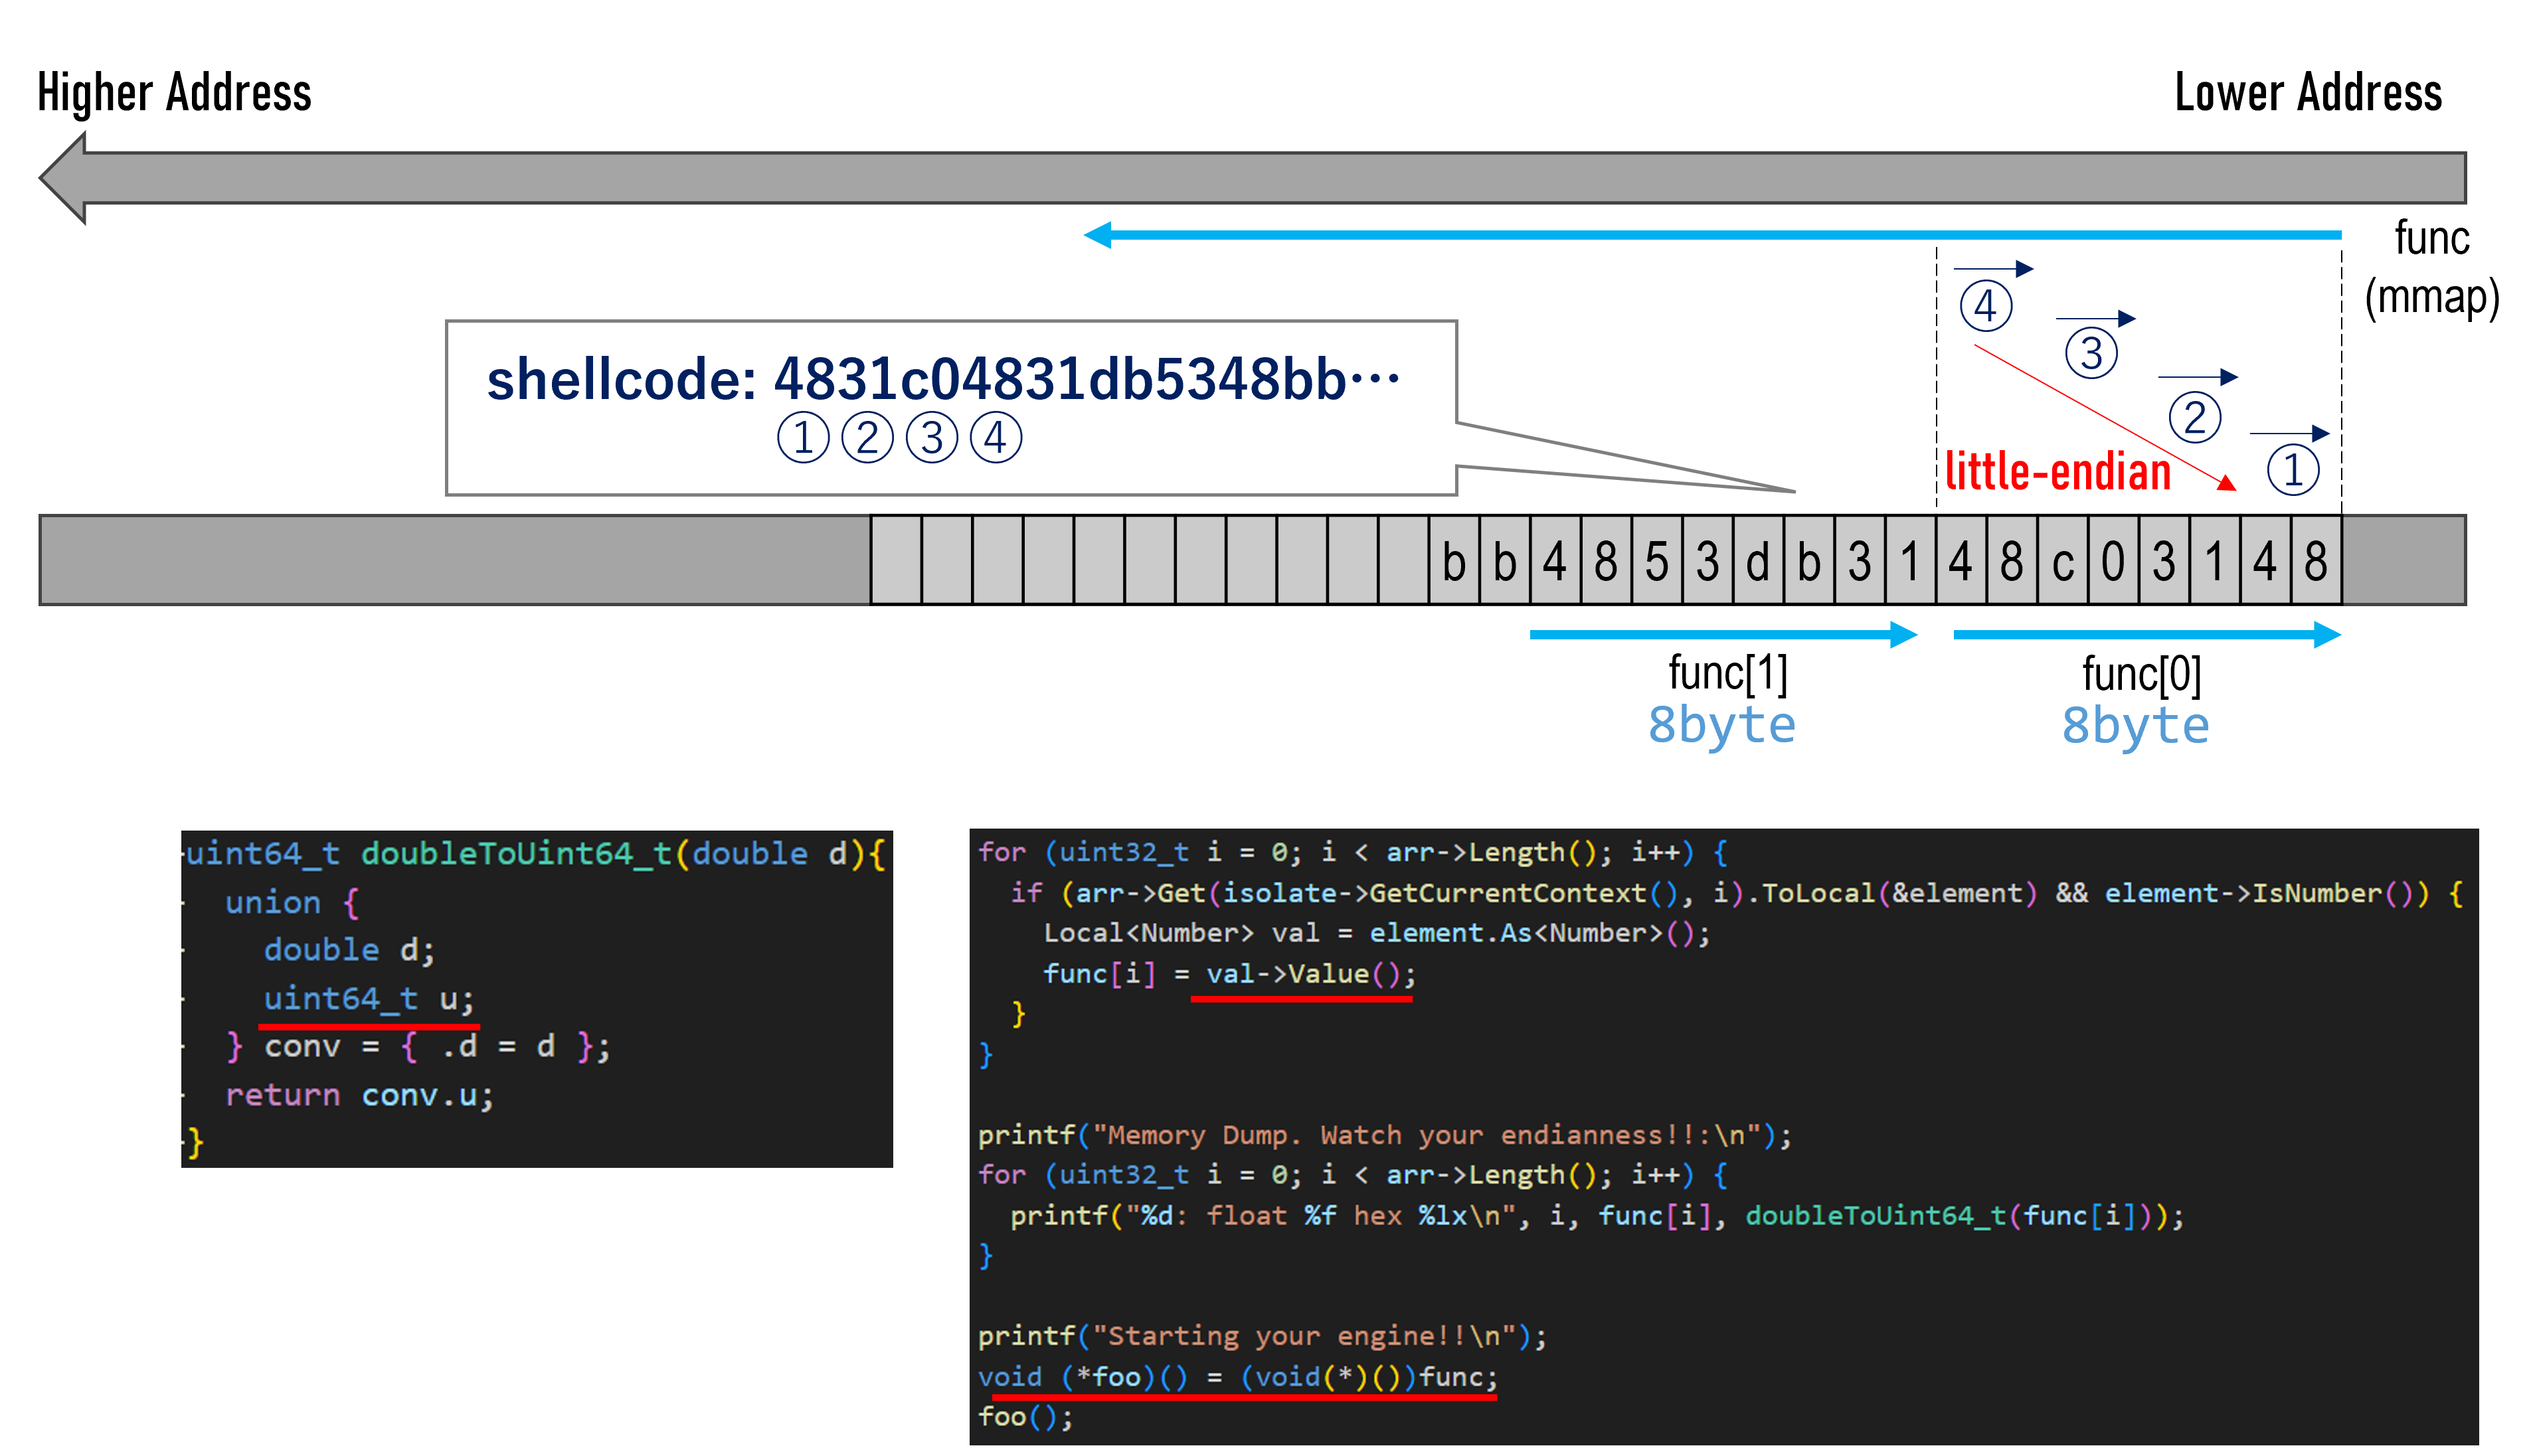 Higher Address
Lower Address
func
(mmap)
④
③
②
①
shellcode: 4831c04831db5348bb…
① ② ③ ④
little-endian
b b 4 8 5 3 d b 3 1 4 8 c 0 3 1 4 8
func[1]
8byte
func[0]
8byte
uint64_t doubleToUint64_t(double d){
union {
double d;
uint64_t u;
} conv = { .d = d };
return conv.u;
}
for (uint32_t i = 0; i < arr->Length(); i++) {
if (arr->Get(isolate->GetCurrentContext(), i).ToLocal(&element) && element->IsNumber()) {
Local<Number> val = element.As<Number>();
func[i] = val->Value();
}
}
printf("Memory Dump. Watch your endianness!!:\n");
for (uint32_t i = 0; i < arr->Length(); i++) {
printf("%d: float %f hex %lx\n", i, func[i], doubleToUint64_t(func[i]));
}
printf("Starting your engine!!\n");
void (*foo)() = (void(*)())func;
foo();